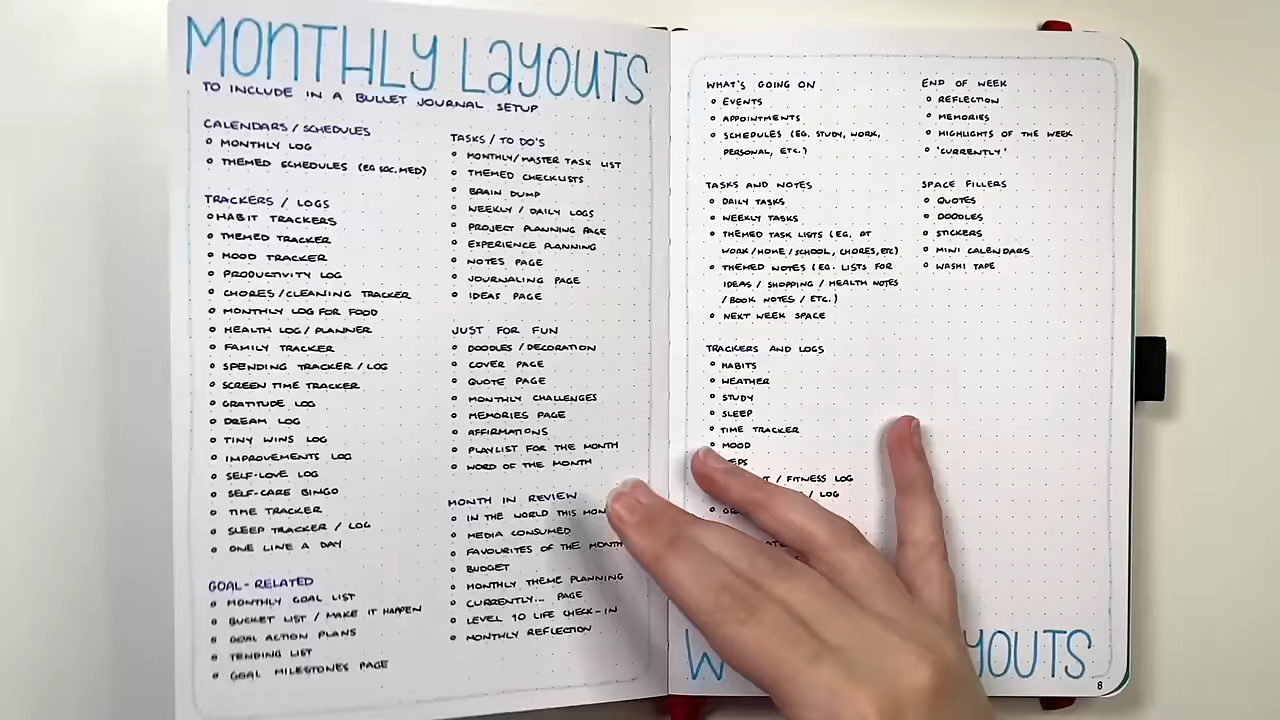 MONTHLY LAYOUTS
TO INCLUDE IN A BULLET JOURNAL SETUP
CALENDARS / SCHEDULES
MONTHLY LOG
THEMED SCHEDULES (EG SOC.MED)
TRACKERS / LOGS
HABIT TRACKERS
THEMED TRACKER
MOOD TRACKER
PRODUCTIVITY LOG
CHORES / CLEANING TRACKER
MONTHLY LOG FOR FOOD
HEALTH LOG / PLANNER
FAMILY TRACKER
SPENDING TRACKER / LOG
SCREEN TIME TRACKER
GRATITUDE LOG
DREAM LOG
TINY WINS LOG
IMPROVEMENTS LOG
SELF-LOVE LOG
SELF-CARE BINGO
TIME TRACKER
SLEEP TRACKER / LOG
ONE LINE A DAY
GOAL-RELATED
MONTHLY GOAL LIST
BUCKET LIST / MAKE IT HAPPEN
GOAL ACTION PLANS
TENDING LIST
GOAL MILESTONES PAGE
TASKS / TO DO'S
MONTHLY/MASTER TASK LIST
THEMED CHECKLISTS
BRAIN DUMP
WEEKLY / DAILY LOGS
PROJECT PLANNING PAGE
EXPERIENCE PLANNING
NOTES PAGE
JOURNALING PAGE
IDEAS PAGE
JUST FOR FUN
DOODLES / DECORATION
COVER PAGE
QUOTE PAGE
MONTHLY CHALLENGES
MEMORIES PAGE
AFFIRMATIONS
PLAYLIST FOR THE MONTH
WORD OF THE MONTH
MONTH IN REVIEW
IN THE WORLD THIS
MEDIA CONSUMED
FAVOURITES OF THE MONTH
BUDGET
MONTHLY THEME PLANNING
CURRENTLY... PAGE
LEVEL 10 LIFE CHECK-IN
MONTHLY REFLECTION
WHAT'S GOING ON
EVENTS
APPOINTMENTS
SCHEDULES (EG. STUDY, WORK,
PERSONAL, ETC.)
TASKS AND NOTES
DAILY TASKS
WEEKLY TASKS
THEMED TASK LISTS (EG. AT
WORK/HOME/SCHOOL, CHORES, ETC)
THEMED NOTES (EG. LISTS FOR
IDEAS / SHOPPING / HEALTH NOTES
/ BOOK NOTES / ETC.)
NEXT WEEK SPACE
TRACKERS AND LOGS
HABITS
WEATHER
STUDY
SLEEP
TIME TRACKER
MOOD
/ FITNESS LOG
/ LOG
END OF WEEK
REFLECTION
MEMORIES
HIGHLIGHTS OF THE WEEK
'CURRENTLY'
SPACE FILLERS
QUOTES
DOODLES
STICKERS
MINI CALENDARS
WASHI TAPE
8